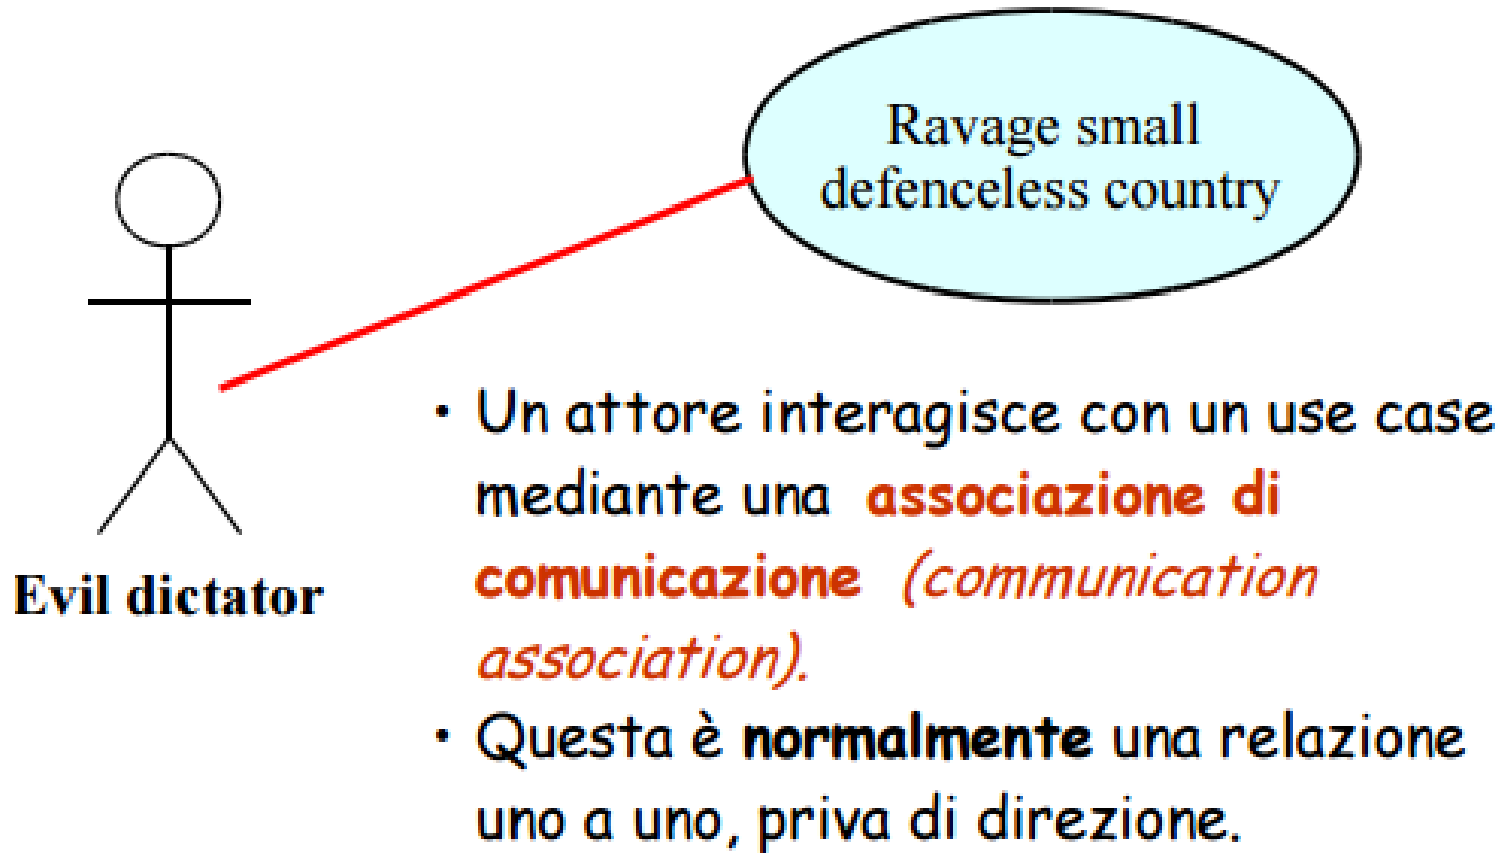 Ravage small
defenceless country
Evil dictator
• Un attore interagisce con un use case
mediante una associazione di
comunicazione (communication
association).
• Questa è normalmente una relazione
uno a uno, priva di direzione.